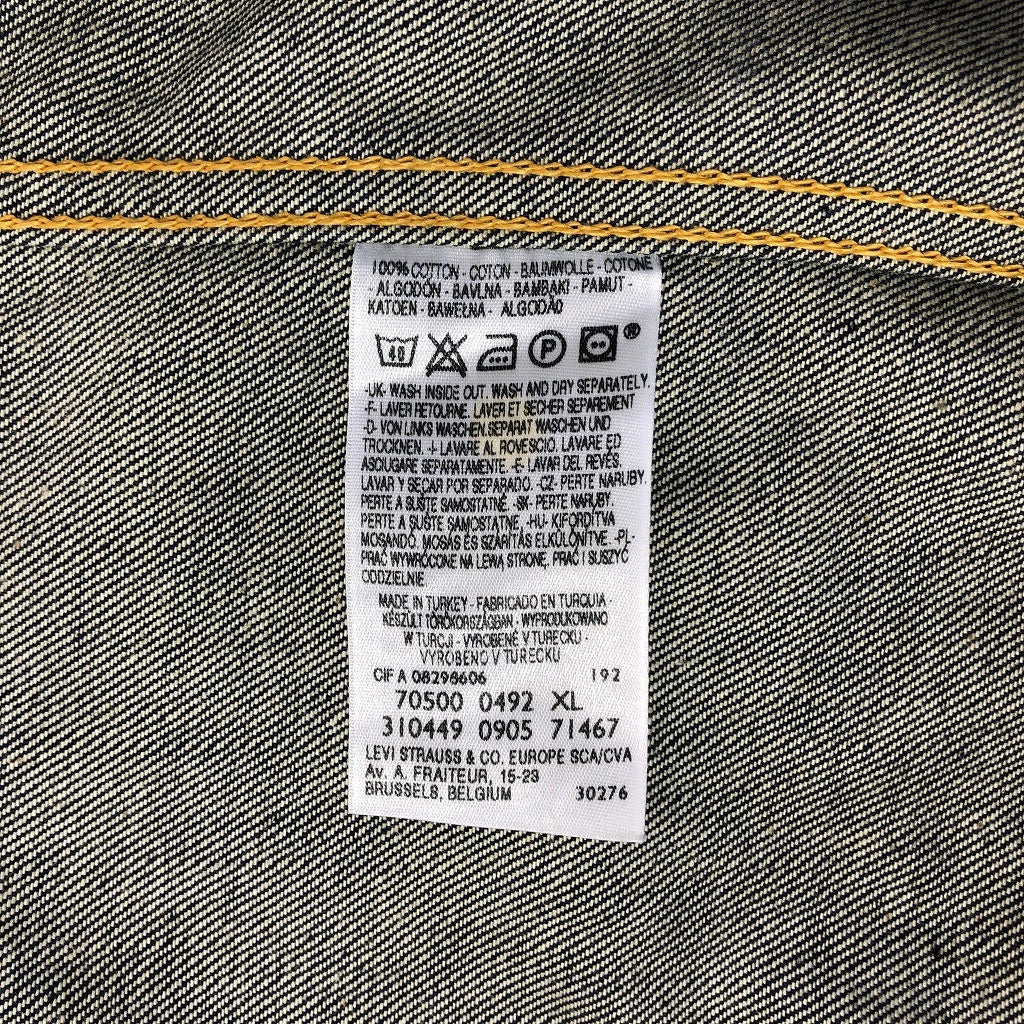 100% COTTON - COTON - BAUMWOLLE - COTONE
- ALGODÓN - BAVLNA - BAMBAKI - PAMUT -
KATOEN - BAWEŁNA - ALGODÃO
40
P
®
-UK- WASH INSIDE OUT. WASH AND DRY SEPARATELY.
-F- LAVER RETOURNE. LAVER ET SECHER SEPAREMENT
-D- VON LINKS WASCHEN.SEPARAT WASCHEN UND
TROCKNEN. -I- LAVARE AL ROVESCIO. LAVARE ED
ASCIUGARE SEPARATAMENTE. -E- LAVAR DEL REVÉS.
LAVAR Y SECAR POR SEPARADO. -CZ- PERTE NARUBY.
PERTE A SUŠTE SAMOSTATNĚ. -SK- PERTE NARUBY.
PERTE A SUŠTE SAMOSTATNE. -HU- KIFORDÍTVA
MOSANDÓ. MOSÁS ÉS SZÁRÍTÁS ELKÜLÖNÍTVE. -PL-
PRAĆ WYWRÓCONE NA LEWĄ STRONĘ. PRAĆ I SUSZYĆ
ODDZIELNIE
MADE IN TURKEY - FABRICADO EN TURQUIA
KÉSZÜLT TÖRÖKORSZÁGBAN - WYPRODUKOWANO
W TURCJI - VYROBENÉ V TURECKU -
VYROBENO V TURECKU
CIF A 08298606 192
70500 0492 XL
310449 0905 71467
LEVI STRAUSS & CO. EUROPE SCA/CVA
Av. A. FRAITEUR, 15-23
BRUSSELS, BELGIUM 30276